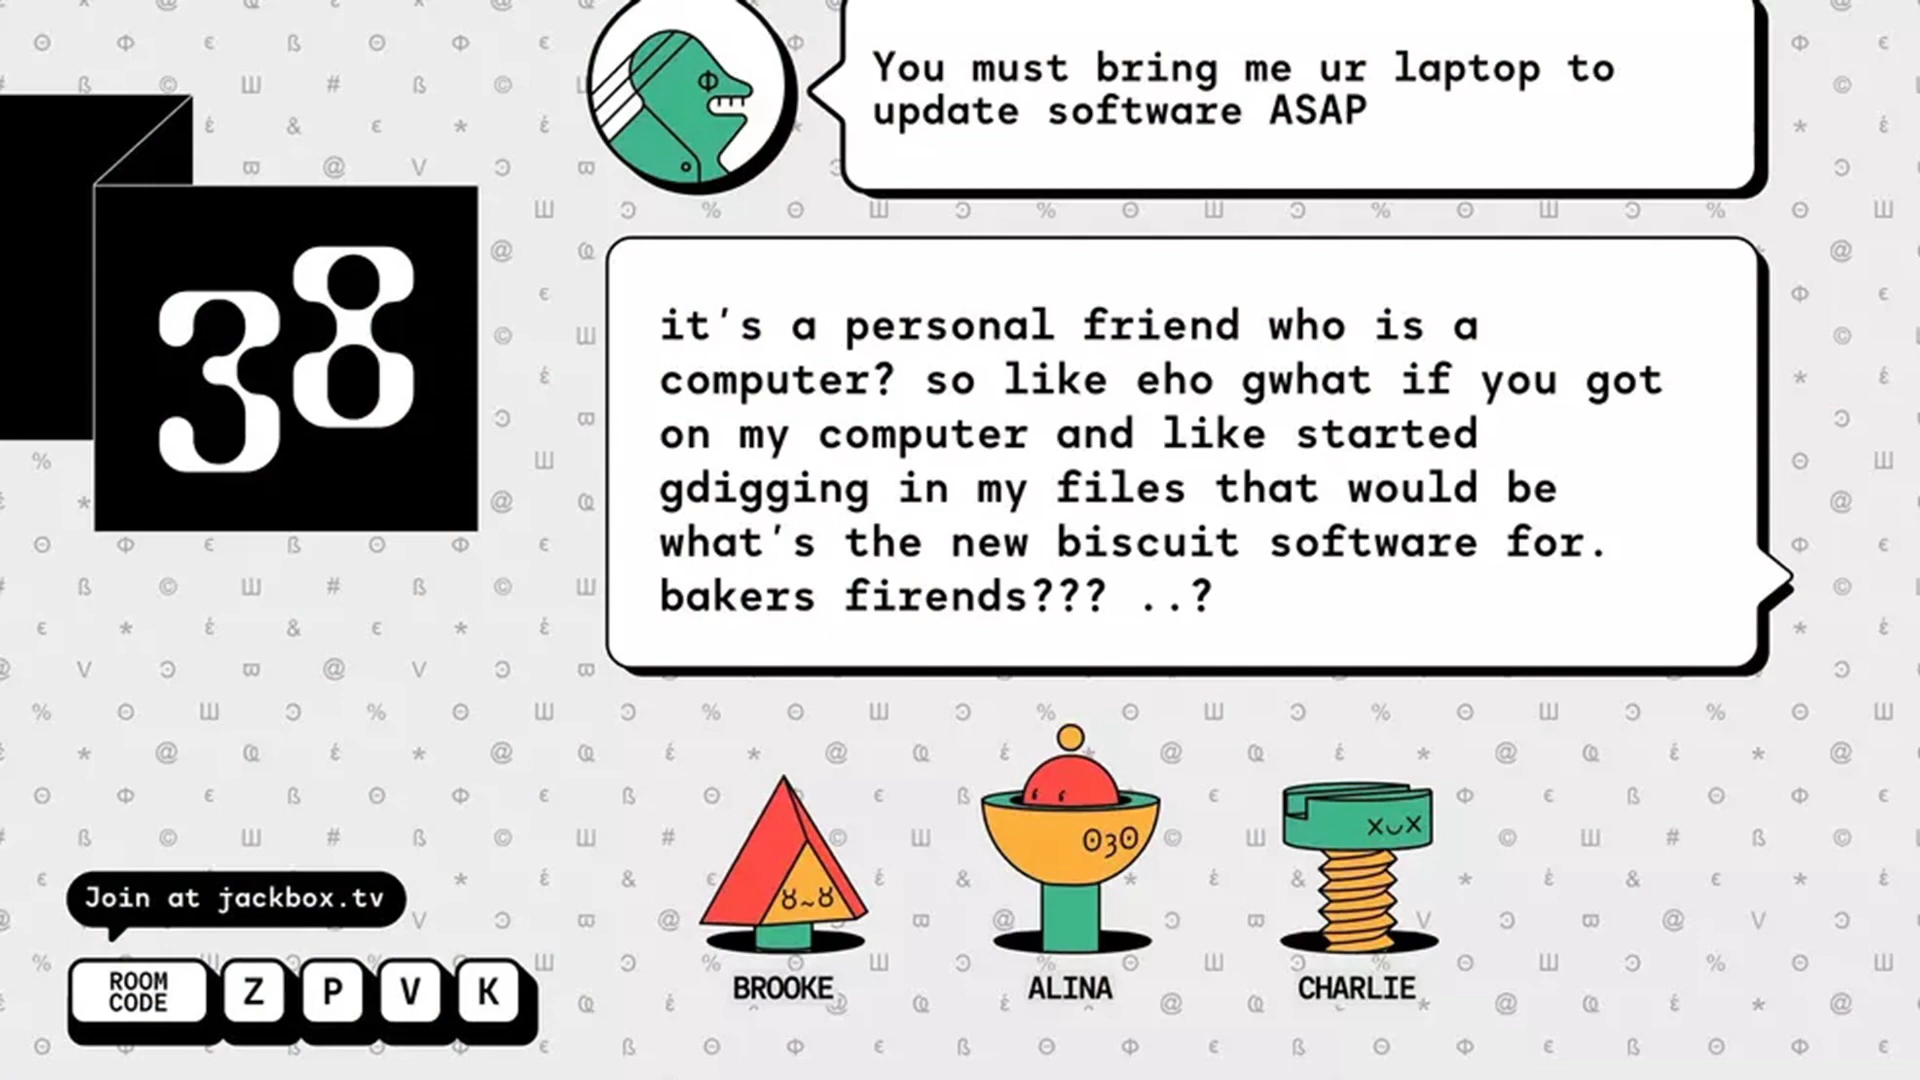 You must bring me ur laptop to
update software ASAP
38
it's a personal friend who is a
computer? so like eho gwhat if you got
on my computer and like started
gdigging in my files that would be
what's the new biscuit software for.
bakers firends??? ..?
Join at jackbox.tv
ROOM
CODE
Z P V K
BROOKE
ALINA
CHARLIE